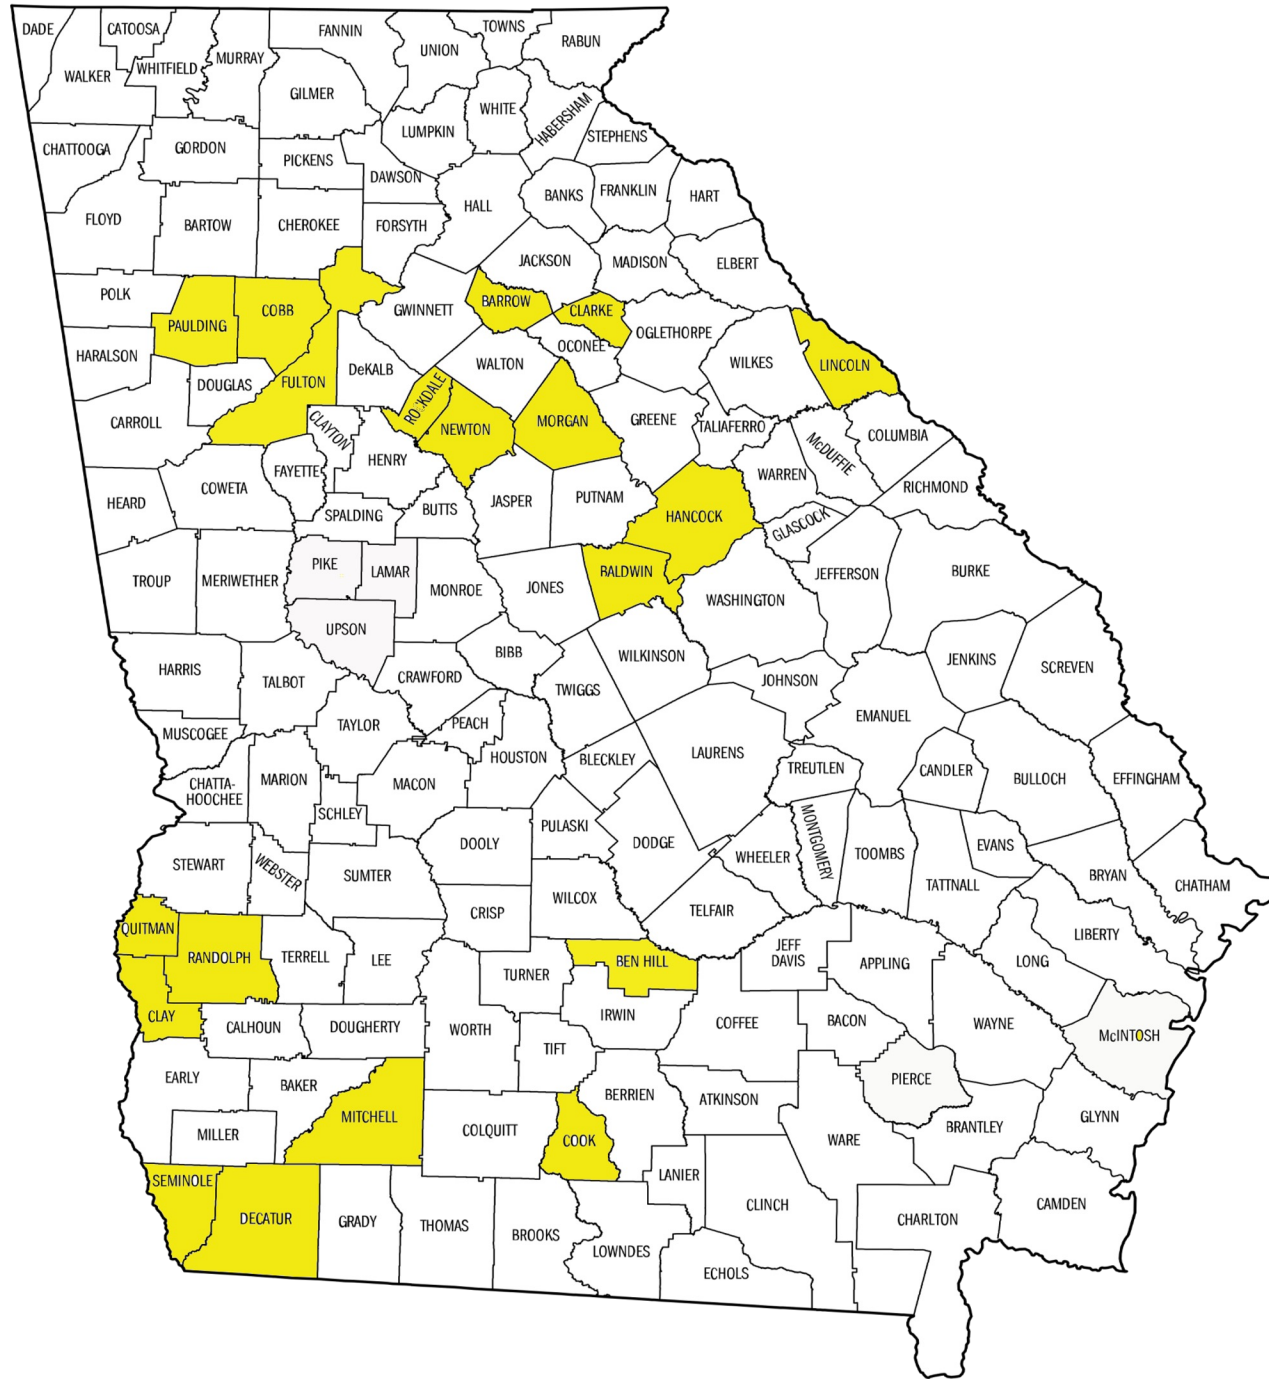 DADE
CATOOSA
FANNIN
TOWNS
RABUN
WALKER
WHITFIELD
MURRAY
UNION
GILMER
WHITE
HABERSHAM
LUMPKIN
STEPHENS
CHATTOOGA
GORDON
PICKENS
DAWSON
BANKS
FRANKLIN
HART
FLOYD
BARTOW
CHEROKEE
FORSYTH
HALL
JACKSON
MADISON
ELBERT
POLK
PAULDING
COBB
GWINNETT
BARROW
CLARKE
OGLETHORPE
OCONEE
HARALSON
DOUGLAS
FULTON
DeKALB
WALTON
WILKES
LINCOLN
CARROLL
CLAYTON
ROCKDALE
NEWTON
MORGAN
GREENE
TALIAFERRO
McDUFFIE
COLUMBIA
HEARD
COWETA
FAYETTE
HENRY
WARREN
RICHMOND
SPALDING
BUTTS
JASPER
PUTNAM
HANCOCK
GLASCOCK
TROUP
MERIWETHER
PIKE
LAMAR
MONROE
JONES
BALDWIN
WASHINGTON
JEFFERSON
BURKE
UPSON
HARRIS
TALBOT
CRAWFORD
BIBB
TWIGGS
WILKINSON
JOHNSON
JENKINS
SCREVEN
MUSCOGEE
TAYLOR
PEACH
EMANUEL
CHATTA-
HOOCHEE
MARION
SCHLEY
MACON
HOUSTON
BLECKLEY
LAURENS
TREUTLEN
CANDLER
BULLOCH
EFFINGHAM
STEWART
WEBSTER
SUMTER
DOOLY
PULASKI
DODGE
WHEELER
MONTGOMERY
TOOMBS
TATTNALL
EVANS
BRYAN
CHATHAM
CRISP
WILCOX
TELFAIR
QUITMAN
RANDOLPH
TERRELL
LEE
TURNER
BEN HILL
JEFF
DAVIS
APPLING
LONG
LIBERTY
CLAY
CALHOUN
DOUGHERTY
WORTH
TIFT
IRWIN
COFFEE
BACON
WAYNE
McINTOSH
EARLY
BAKER
MITCHELL
BERRIEN
ATKINSON
PIERCE
MILLER
COLQUITT
COOK
WARE
BRANTLEY
GLYNN
SEMINOLE
DECATUR
GRADY
THOMAS
BROOKS
LANIER
LOWNDES
CLINCH
ECHOLS
CHARLTON
CAMDEN